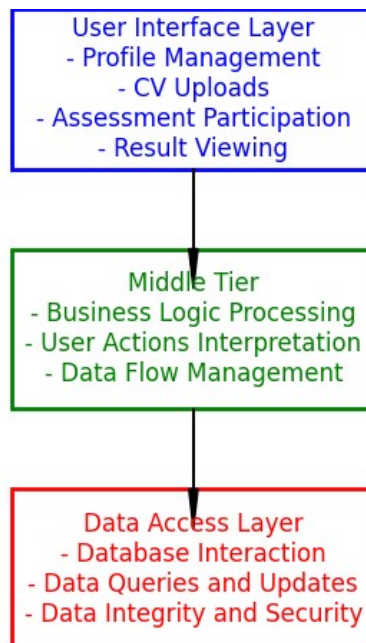 User Interface Layer
- Profile Management
- CV Uploads
- Assessment Participation
- Result Viewing
Middle Tier
- Business Logic Processing
- User Actions Interpretation
- Data Flow Management
Data Access Layer
- Database Interaction
- Data Queries and Updates
- Data Integrity and Security